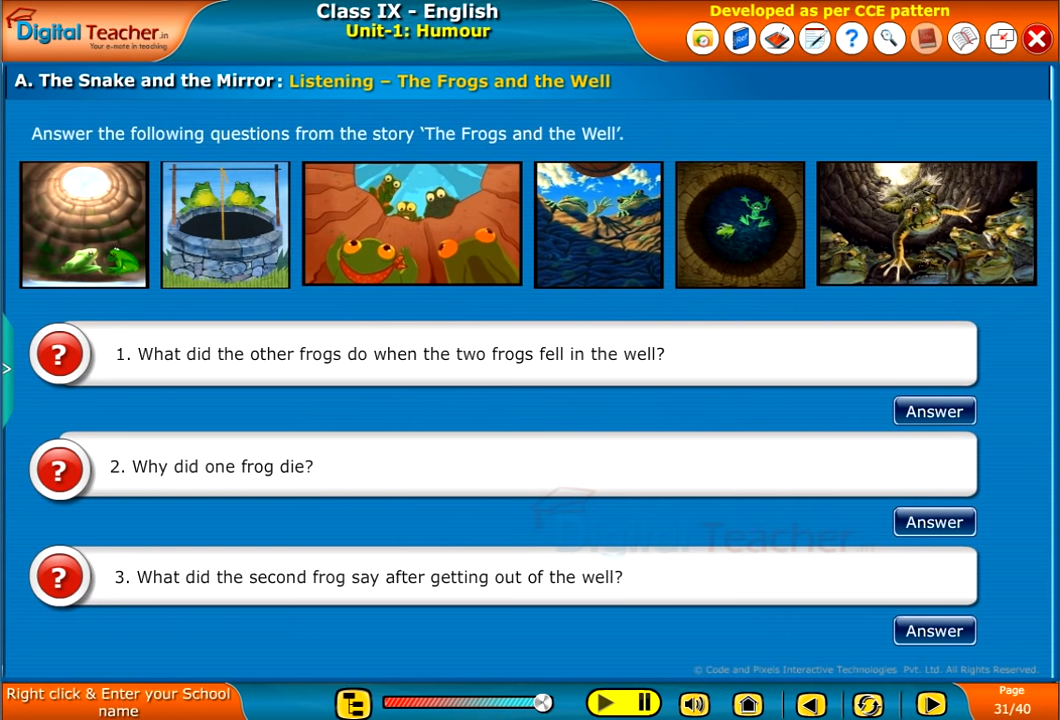 Digital Teacher.in
Your e-mate in teaching
Class IX - English
Unit-1: Humour
Developed as per CCE pattern
A. The Snake and the Mirror : Listening – The Frogs and the Well
Answer the following questions from the story ‘The Frogs and the Well’.
? 1. What did the other frogs do when the two frogs fell in the well?
Answer
? 2. Why did one frog die?
Answer
Digital Teacher.in
? 3. What did the second frog say after getting out of the well?
Answer
© Code and Pixels Interactive Technologies Pvt. Ltd. All Rights Reserved.
Right click & Enter your School
name
Page
31/40